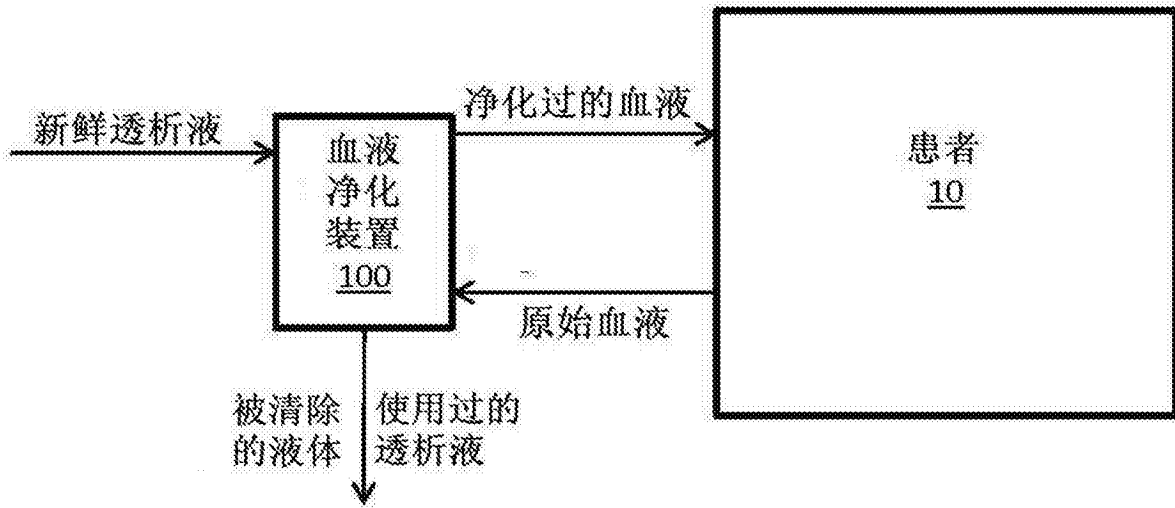 新鲜透析液
血液
净化
装置
100
净化过的血液
原始血液
患者
10
被清除
的液体
使用过的
透析液